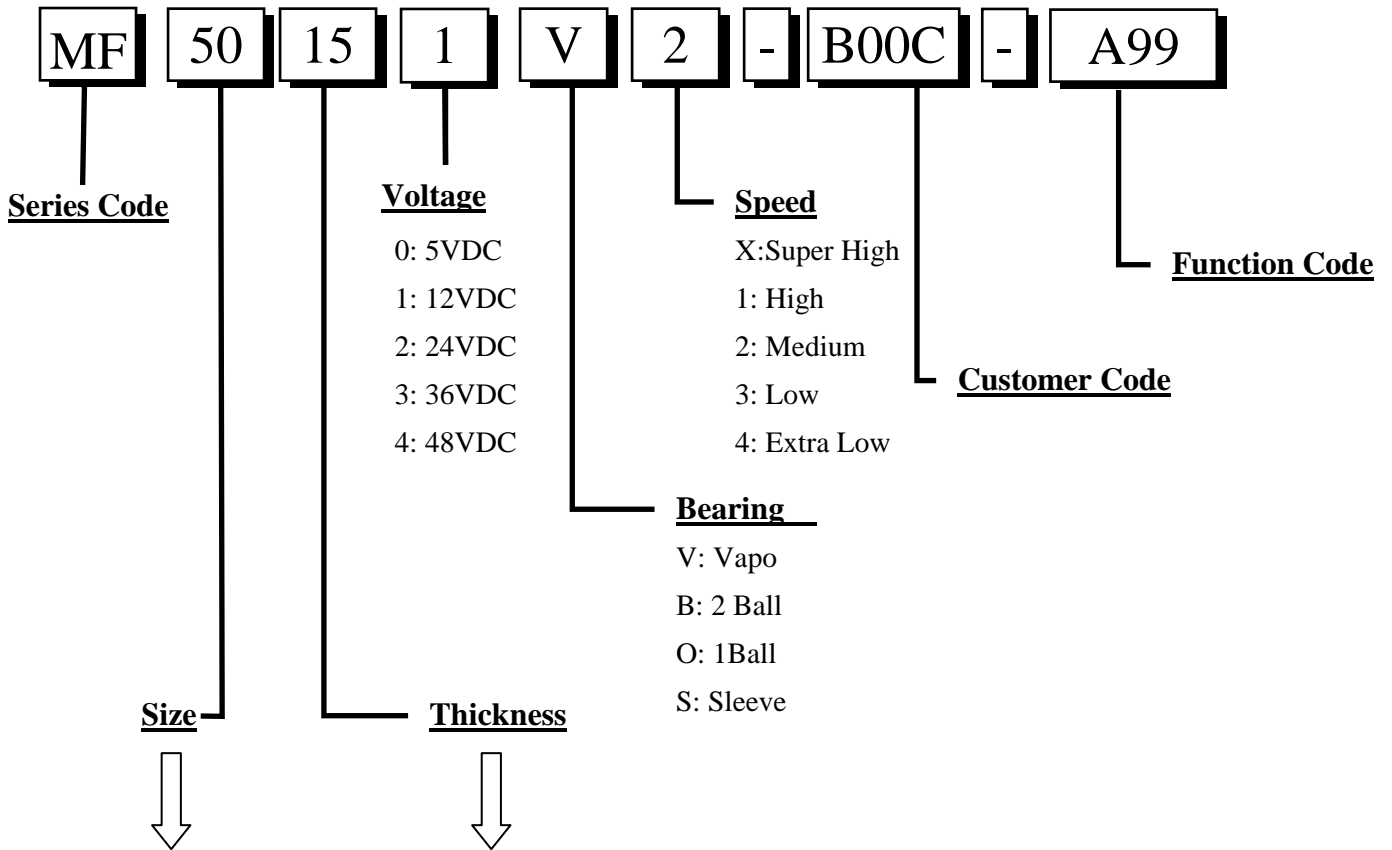 MF 50 15 1 V 2 - B00C - A99
Series Code
Voltage
0: 5VDC
1: 12VDC
2: 24VDC
3: 36VDC
4: 48VDC
Speed
X:Super High
1: High
2: Medium
3: Low
4: Extra Low
Function Code
Customer Code
Bearing
V: Vapo
B: 2 Ball
O: 1Ball
S: Sleeve
Size
Thickness